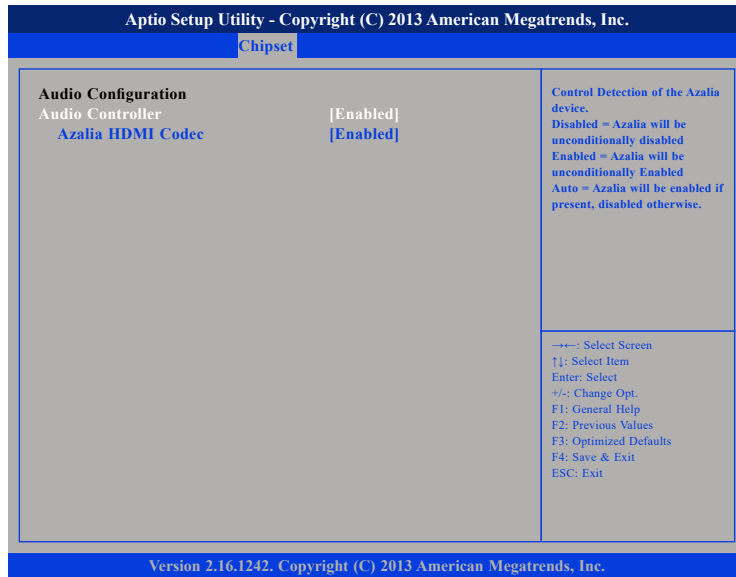 Aptio Setup Utility - Copyright (C) 2013 American Megatrends, Inc.
Chipset
Audio Configuration
Audio Controller [Enabled]
Azalia HDMI Codec [Enabled]
Control Detection of the Azalia
device.
Disabled = Azalia will be
unconditionally disabled
Enabled = Azalia will be
unconditionally Enabled
Auto = Azalia will be enabled if
present, disabled otherwise.
→←: Select Screen
↑↓: Select Item
Enter: Select
+/-: Change Opt.
F1: General Help
F2: Previous Values
F3: Optimized Defaults
F4: Save & Exit
ESC: Exit
Version 2.16.1242. Copyright (C) 2013 American Megatrends, Inc.